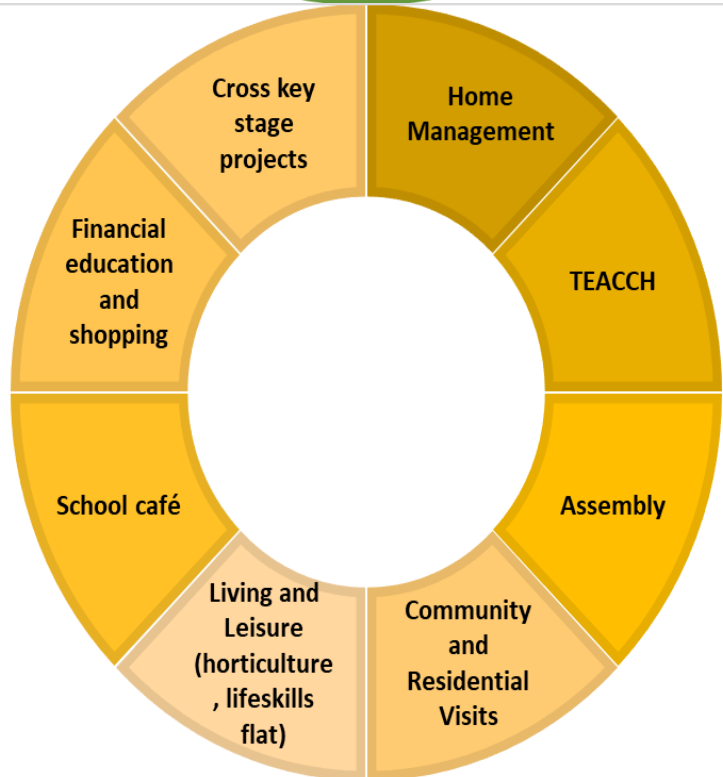 Home
Management
TEACCH
Assembly
Community
and
Residential
Visits
Living and
Leisure
(horticulture
, lifeskills
flat)
School café
Financial
education
and
shopping
Cross key
stage
projects